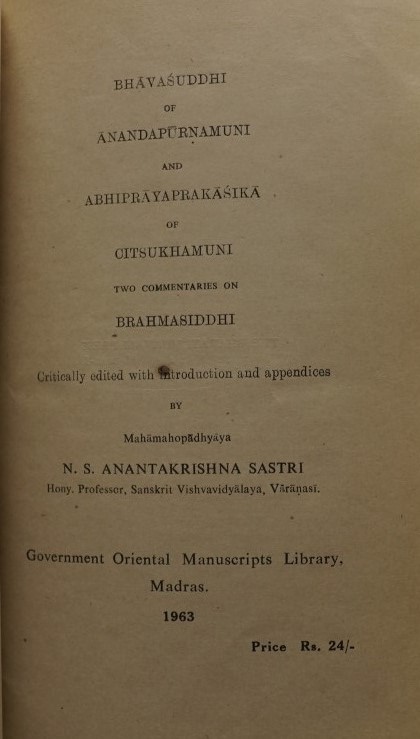 BHĀVAŚUDDHI
OF
ĀNANDAPŪRṆAMUNI
AND
ABHIPRĀYAPRAKĀŚIKĀ
OF
CITSUKHAMUNI
TWO COMMENTARIES ON
BRAHMASIDDHI
Critically edited with introduction and appendices
BY
Mahāmahopādhyāya
N. S. ANANTAKRISHNA SASTRI
Hony. Professor, Sanskrit Vishvavidyālaya, Vārāṇasī.
Government Oriental Manuscripts Library,
Madras.
1963
Price Rs. 24/-